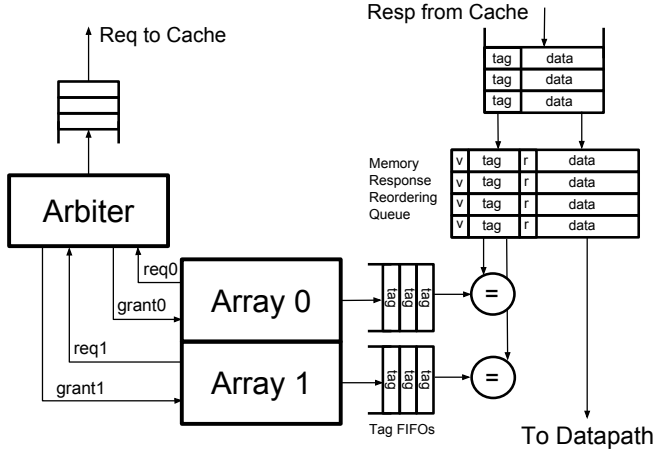 Resp from Cache
Req to Cache
tag data
tag data
tag data
Memory
Response
Reordering
Queue
v tag r data
v tag r data
v tag r data
v tag r data
Arbiter
req0
grant0
Array 0
tag tag tag
=
req1
grant1
Array 1
tag tag tag
=
Tag FIFOs
To Datapath